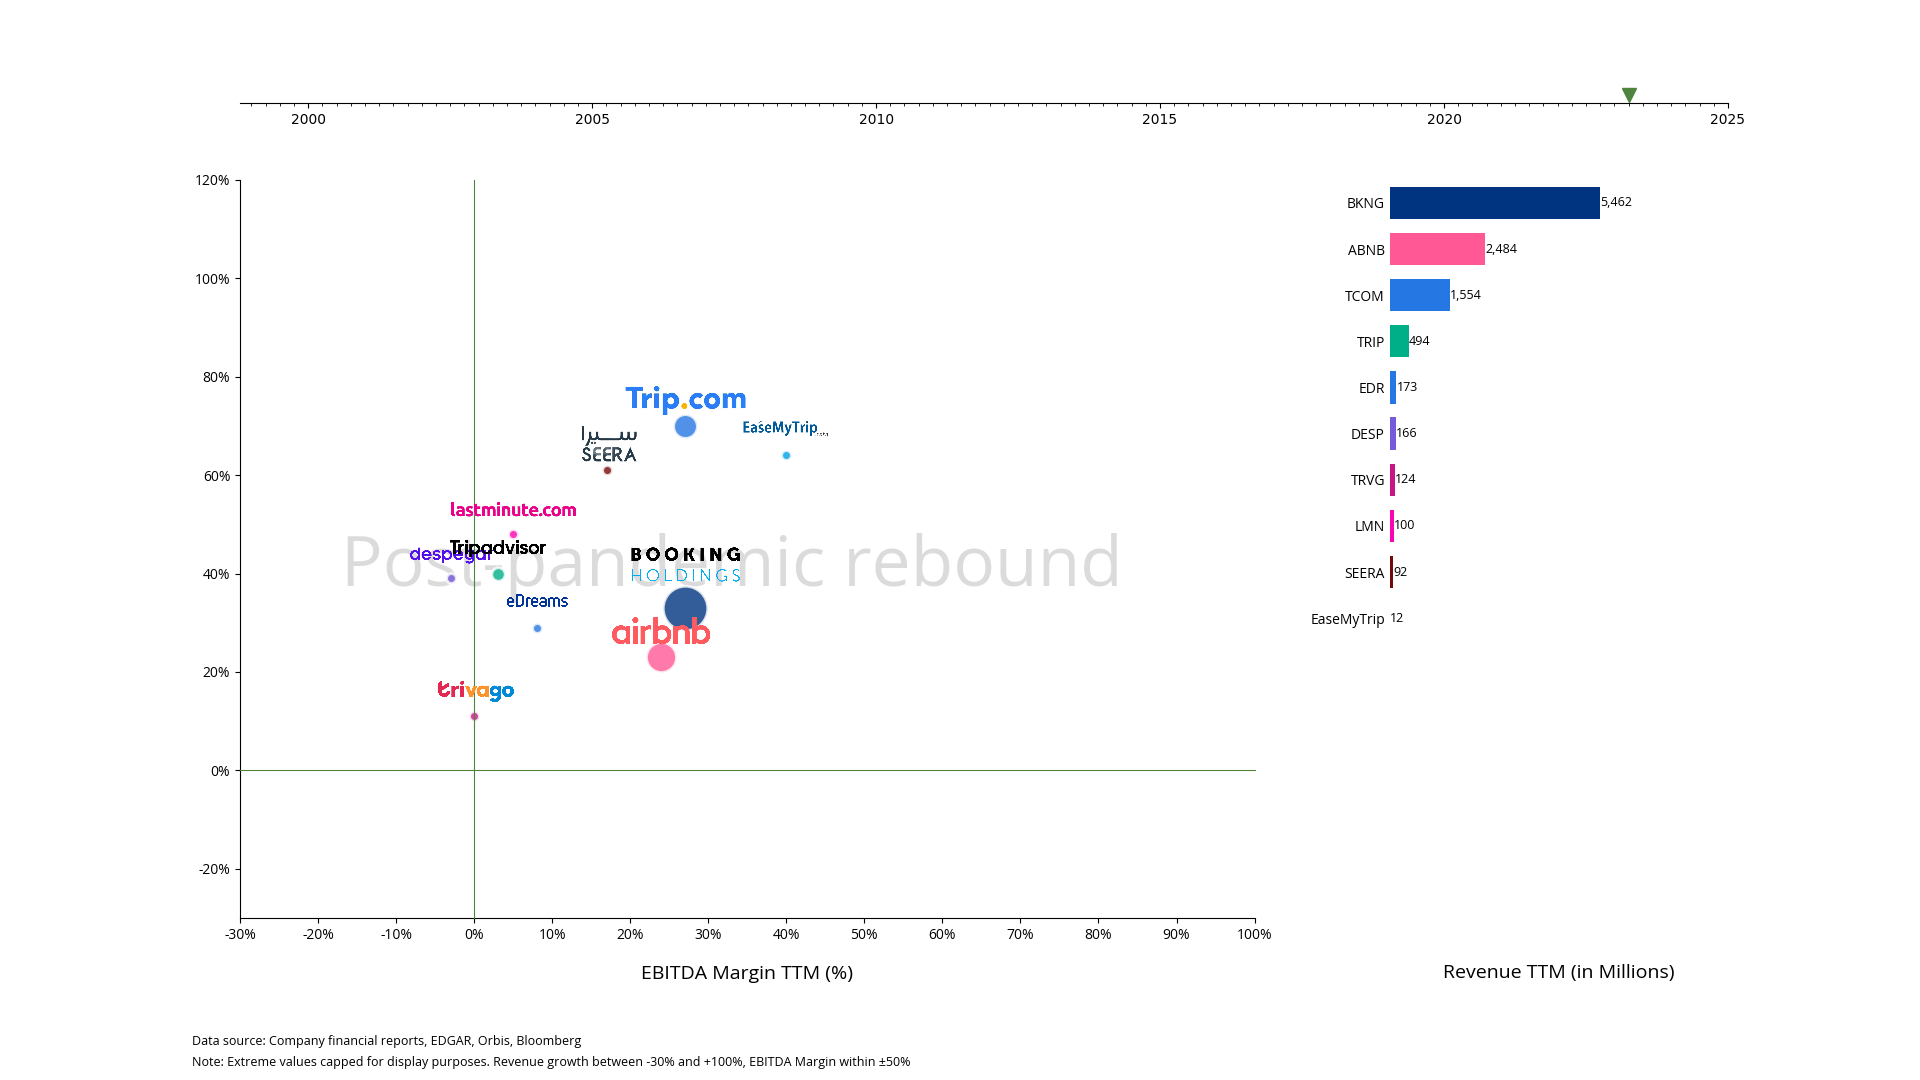 2000 2005 2010 2015 2020 2025
120%
100%
80%
60%
40%
20%
0%
-20%
-30% -20% -10% 0% 10% 20% 30% 40% 50% 60% 70% 80% 90% 100%
EBITDA Margin TTM (%)
Post-pandemic rebound
Trip.com
EaseMyTrip
سيرا
SEERA
lastminute.com
despegar
Tripadvisor
BOOKING
HOLDINGS
eDreams
airbnb
trivago
BKNG 5,462
ABNB 2,484
TCOM 1,554
TRIP 494
EDR 173
DESP 166
TRVG 124
LMN 100
SEERA 92
EaseMyTrip 12
Revenue TTM (in Millions)
Data source: Company financial reports, EDGAR, Orbis, Bloomberg
Note: Extreme values capped for display purposes. Revenue growth between -30% and +100%, EBITDA Margin within ±50%